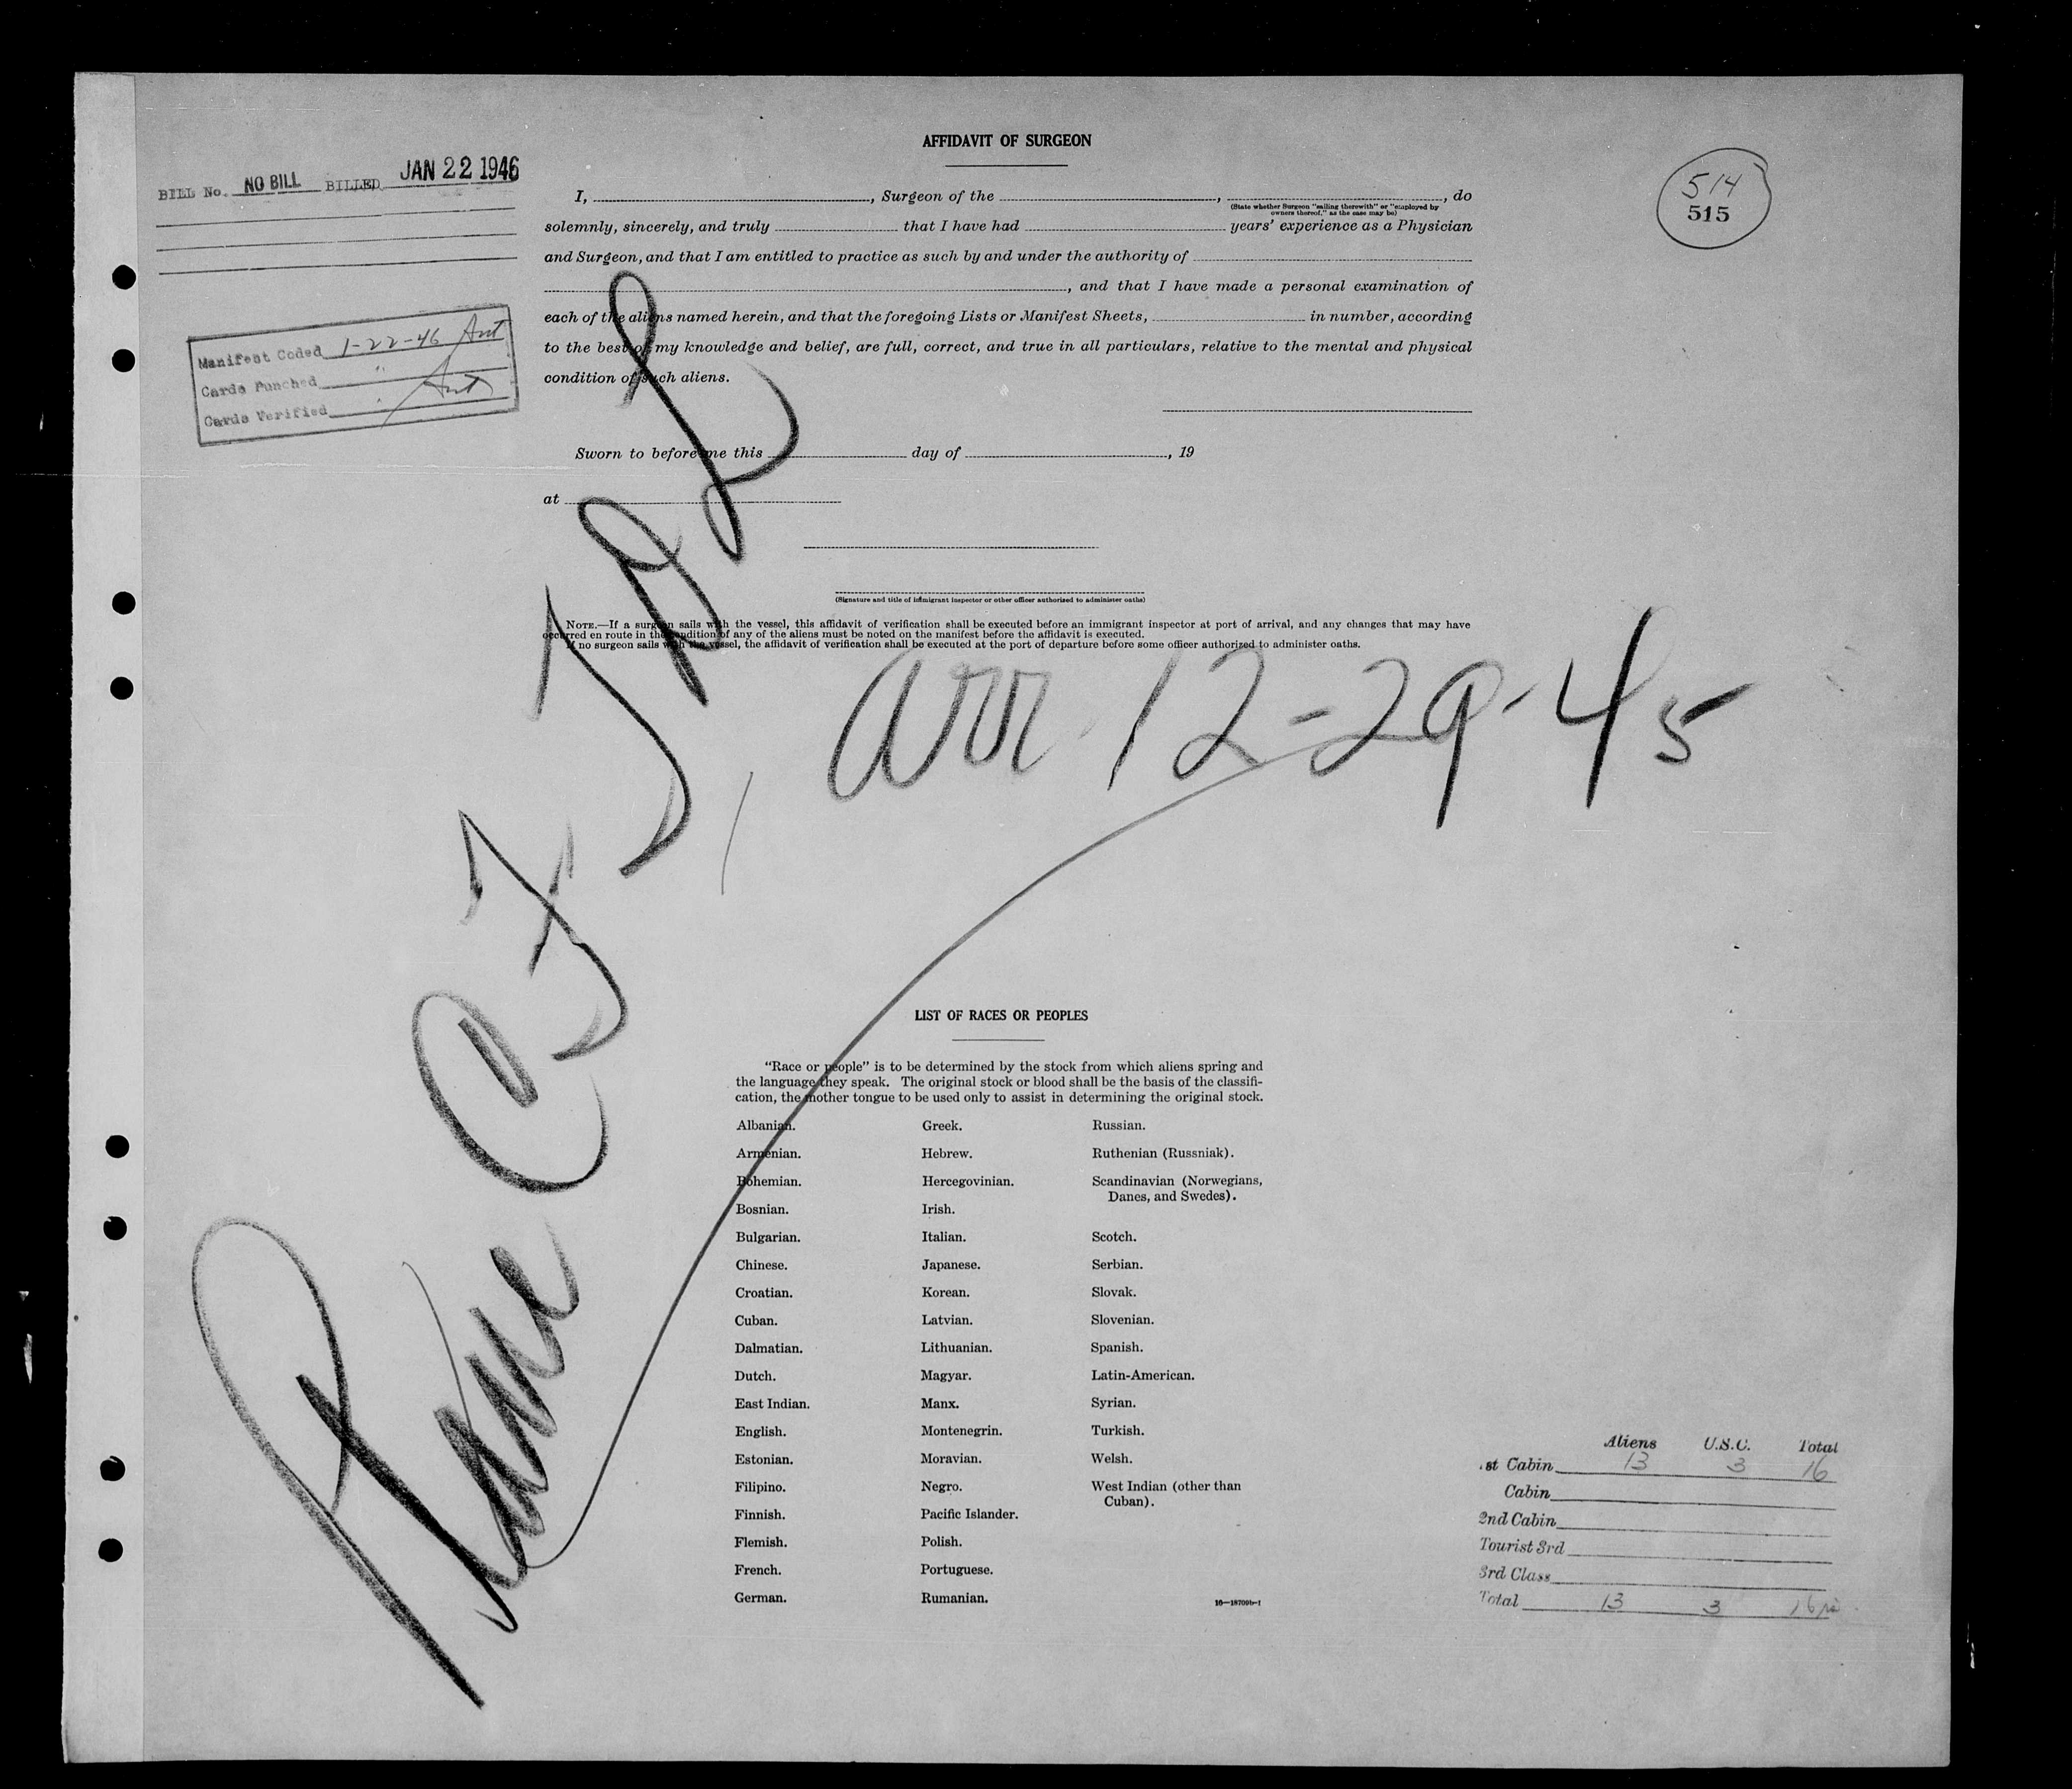 AFFIDAVIT OF SURGEON
BILL No. NO BILL BILLED JAN 22 1946
514
515
I, , Surgeon of the , , do
(State whether Surgeon "sailing therewith" or "employed by
owners thereof," as the case may be)
solemnly, sincerely, and truly that I have had years' experience as a Physician
and Surgeon, and that I am entitled to practice as such by and under the authority of
, and that I have made a personal examination of
each of the aliens named herein, and that the foregoing Lists or Manifest Sheets, in number, according
to the best of my knowledge and belief, are full, correct, and true in all particulars, relative to the mental and physical
condition of such aliens.
Manifest Coded 1-22-46
Cards Punched "
Cards Verified "
Sworn to before me this day of , 19
at
(Signature and title of immigrant inspector or other officer authorized to administer oaths)
NOTE.—If a surgeon sails with the vessel, this affidavit of verification shall be executed before an immigrant inspector at port of arrival, and any changes that may have
occurred en route in the condition of any of the aliens must be noted on the manifest before the affidavit is executed.
If no surgeon sails with the vessel, the affidavit of verification shall be executed at the port of departure before some officer authorized to administer oaths.
Plane CF
arr 12-29-45
LIST OF RACES OR PEOPLES
"Race or people" is to be determined by the stock from which aliens spring and
the language they speak. The original stock or blood shall be the basis of the classifi-
cation, the mother tongue to be used only to assist in determining the original stock.
Albanian. Greek. Russian.
Armenian. Hebrew. Ruthenian (Russniak).
Bohemian. Hercegovinian. Scandinavian (Norwegians,
Danes, and Swedes).
Bosnian. Irish.
Bulgarian. Italian. Scotch.
Chinese. Japanese. Serbian.
Croatian. Korean. Slovak.
Cuban. Latvian. Slovenian.
Dalmatian. Lithuanian. Spanish.
Dutch. Magyar. Latin-American.
East Indian. Manx. Syrian.
English. Montenegrin. Turkish.
Estonian. Moravian. Welsh.
Filipino. Negro. West Indian (other than
Cuban).
Finnish. Pacific Islander.
Flemish. Polish.
French. Portuguese.
German. Rumanian.
Aliens U.S.C. Total
st Cabin 13 3 16
Cabin
2nd Cabin
Tourist 3rd
3rd Class
Total 13 3 16